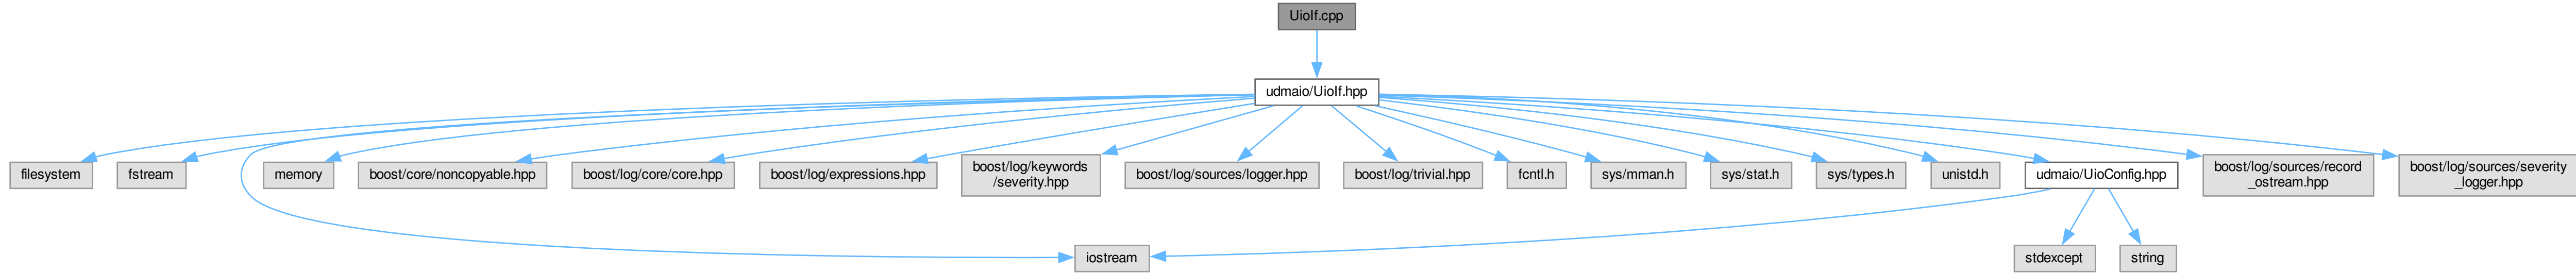 UioIf.cpp
udmaio/UioIf.hpp
filesystem
fstream
memory
boost/core/noncopyable.hpp
boost/log/core/core.hpp
boost/log/expressions.hpp
boost/log/keywords
/severity.hpp
boost/log/sources/logger.hpp
boost/log/trivial.hpp
fcntl.h
sys/mman.h
sys/stat.h
sys/types.h
unistd.h
udmaio/UioConfig.hpp
boost/log/sources/record
_ostream.hpp
boost/log/sources/severity
_logger.hpp
iostream
stdexcept
string